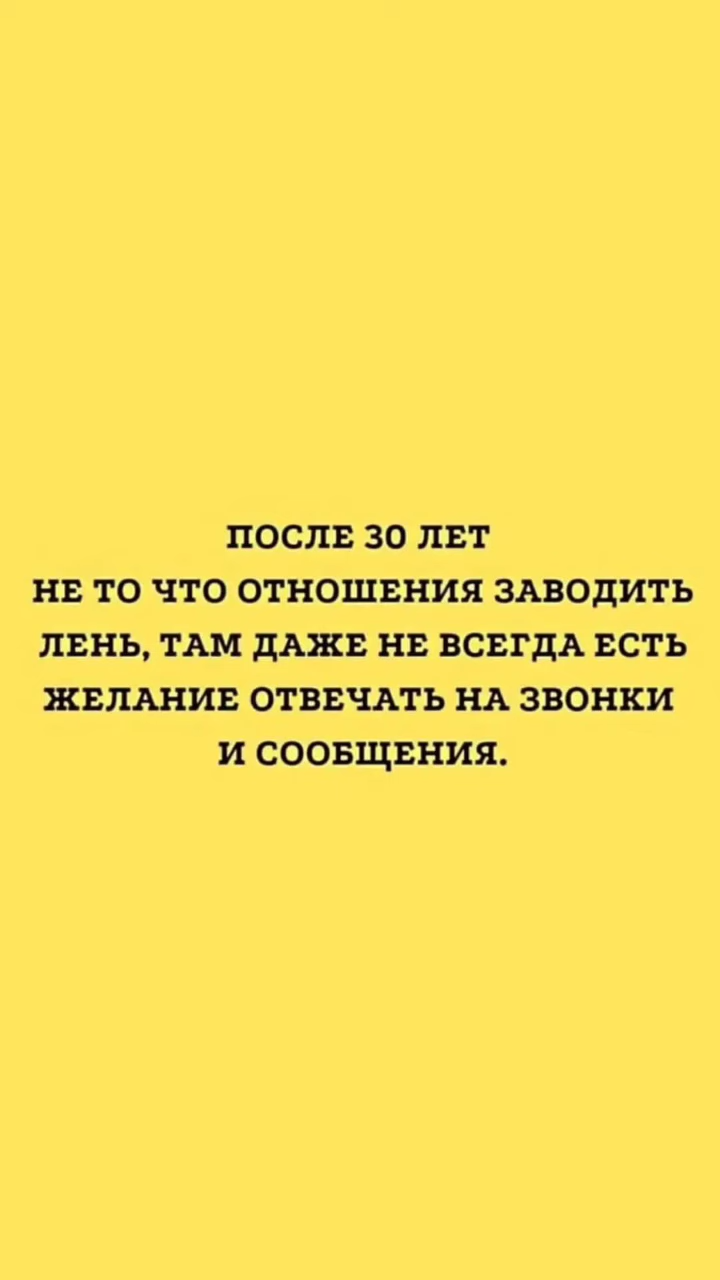 ПОСЛЕ 30 ЛЕТ
НЕ ТО ЧТО ОТНОШЕНИЯ ЗАВОДИТЬ
ЛЕНЬ, ТАМ ДАЖЕ НЕ ВСЕГДА ЕСТЬ
ЖЕЛАНИЕ ОТВЕЧАТЬ НА ЗВОНКИ
И СООБЩЕНИЯ.